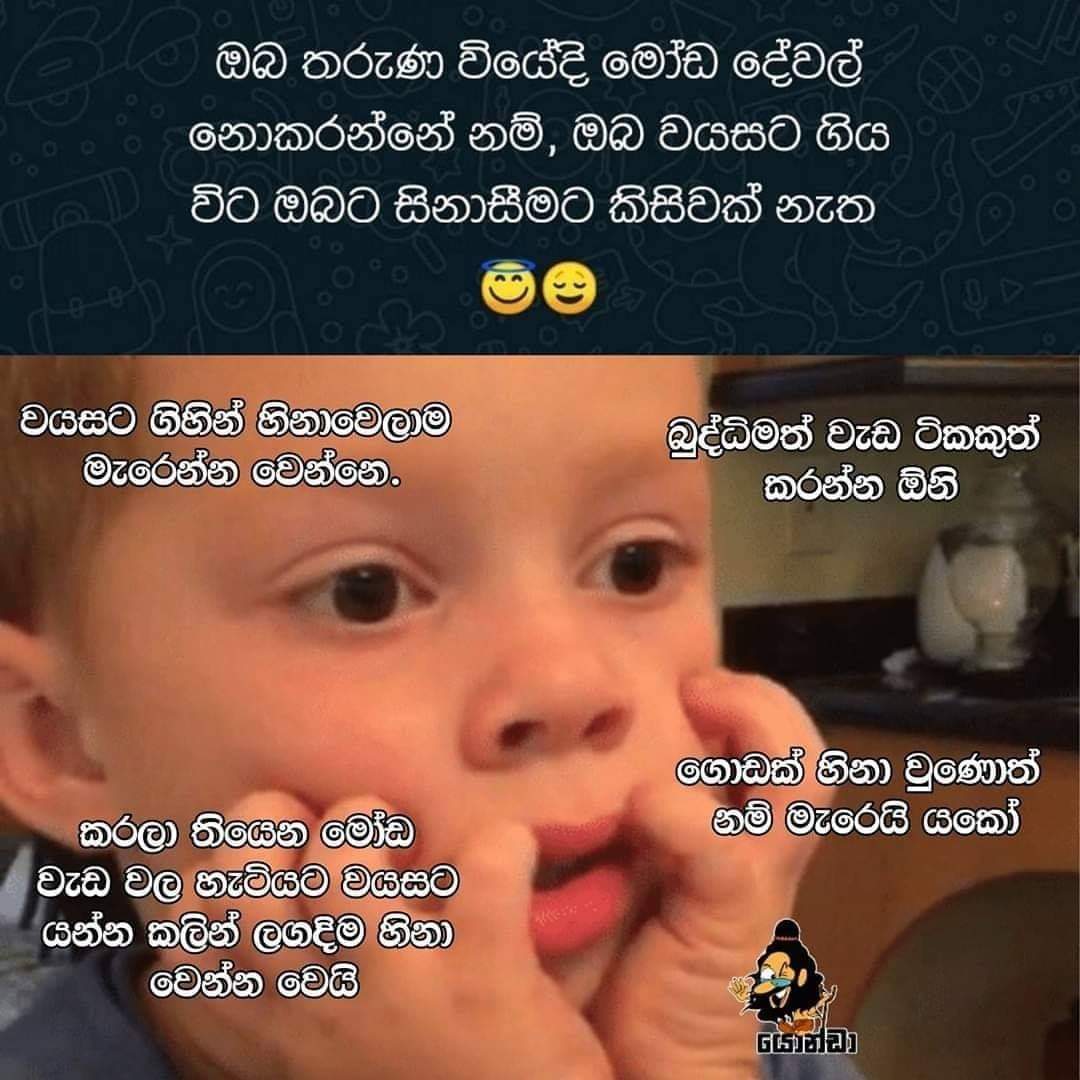 ඔබ තරුණ වියේදි මෝඩ දේවල්
නොකරන්නේ නම්, ඔබ වයසට ගිය
විට ඔබට සිනාසීමට කිසිවක් නැත
😇😌
වයසට ගිහින් හිනාවෙලාම
මැරෙන්න වෙන්නෙ.
බුද්ධිමත් වැඩ ටිකකුත්
කරන්න ඕනි
ගොඩක් හිනා වුණොත්
නම් මැරෙයි යකෝ
කරලා තියෙන මෝඩ
වැඩ වල හැටියට වයසට
යන්න කලින් ලගදිම හිනා
වෙන්න වෙයි
යොන්ඩා